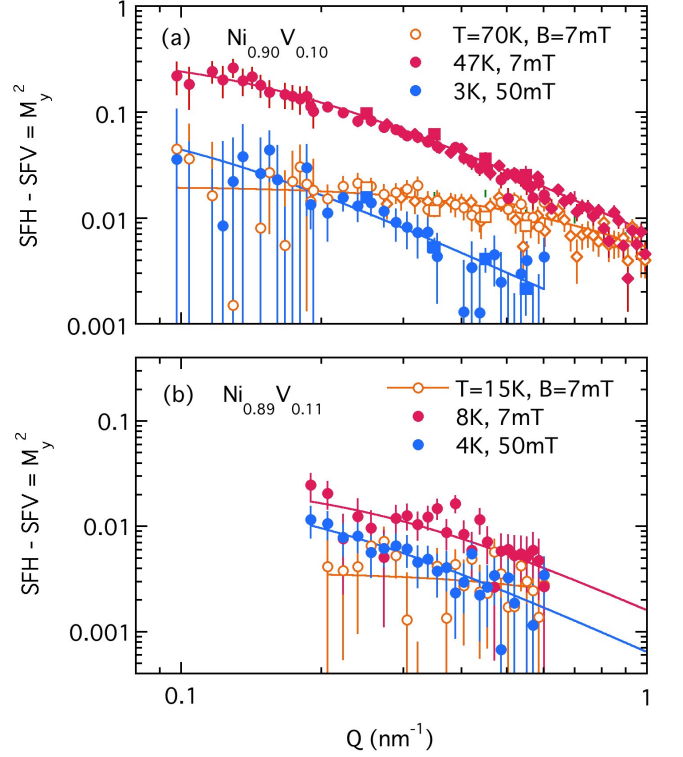 (a) Ni0.90V0.10
T=70K, B=7mT
47K, 7mT
3K, 50mT
1
0.1
0.01
0.001
SFH - SFV = My2
(b) Ni0.89V0.11
T=15K, B=7mT
8K, 7mT
4K, 50mT
0.1
0.01
0.001
SFH - SFV = My2
0.1 1
Q (nm-1)